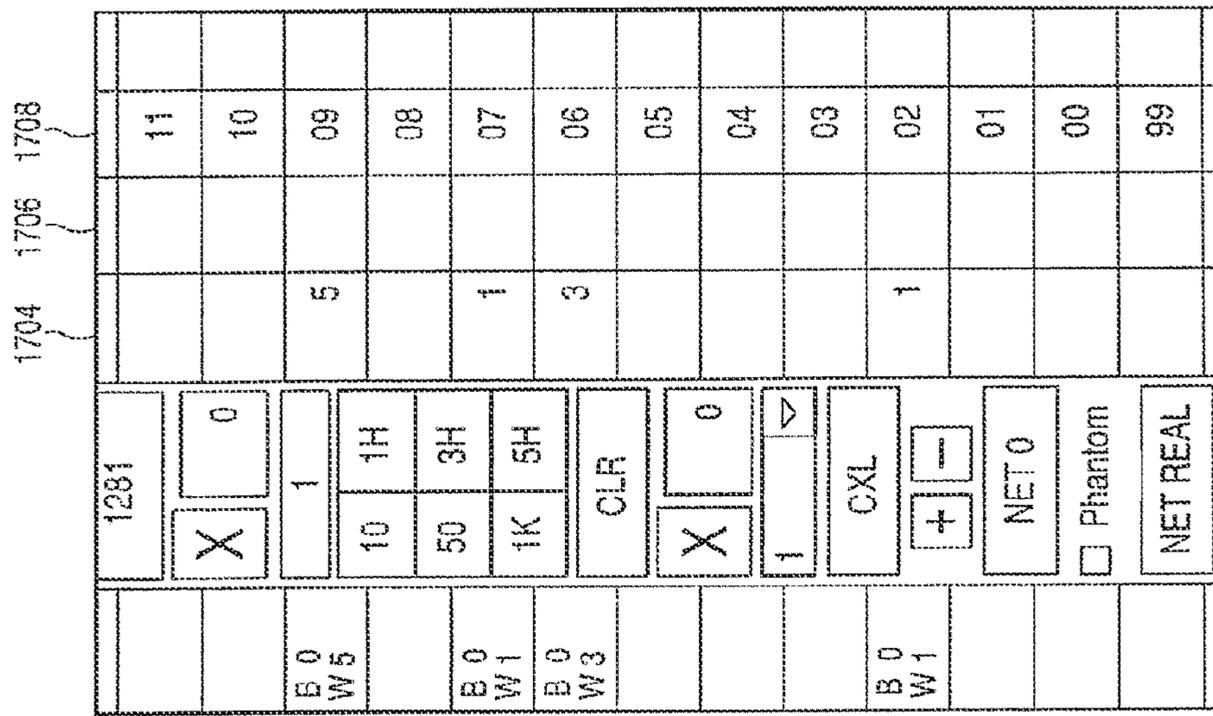 1704 1706 1708
1281
11
X 0
10
B 0
W 5
1
5
09
10 1H
08
50 3H
B 0
W 1
1
07
1K 5H
B 0
W 3
3
06
CLR
05
X 0
04
1
03
CXL
B 0
W 1
1
02
+ −
01
NET 0
00
Phantom
99
NET REAL